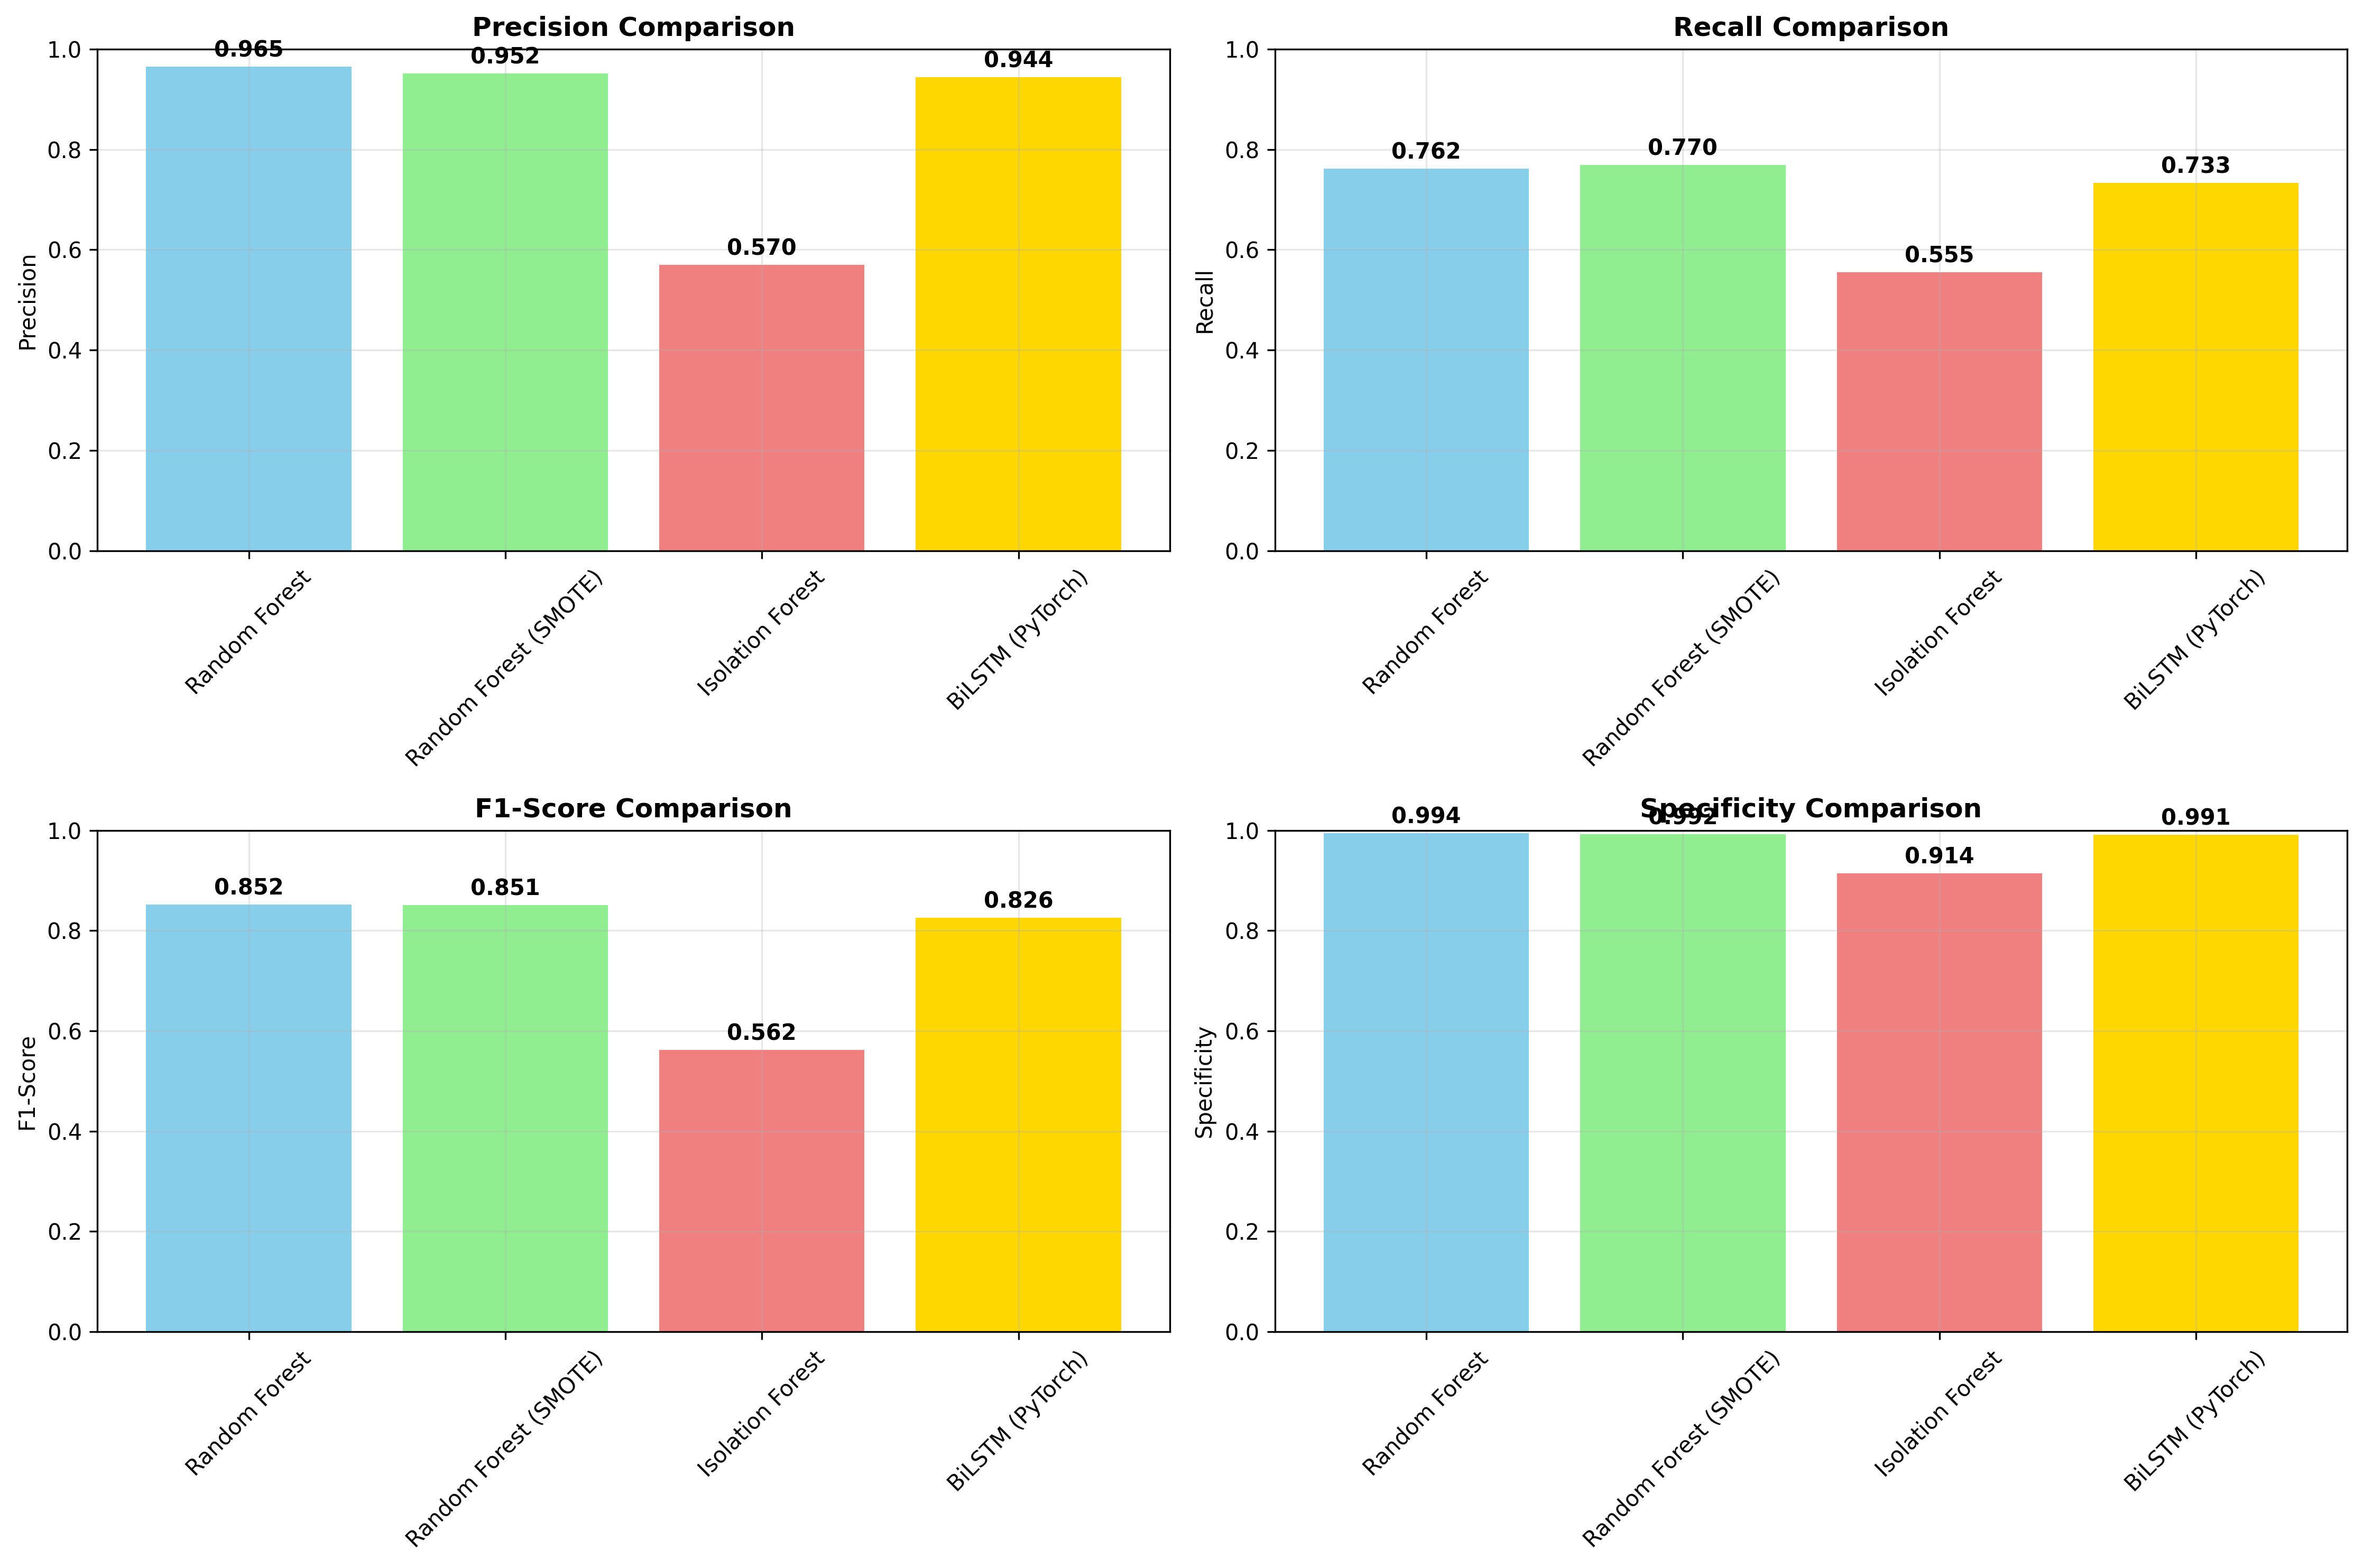 Precision Comparison
1.0
0.8
0.6
0.4
0.2
0.0
Precision
0.965
0.952
0.570
0.944
Random Forest
Random Forest (SMOTE)
Isolation Forest
BiLSTM (PyTorch)
Recall Comparison
1.0
0.8
0.6
0.4
0.2
0.0
Recall
0.762
0.770
0.555
0.733
Random Forest
Random Forest (SMOTE)
Isolation Forest
BiLSTM (PyTorch)
F1-Score Comparison
1.0
0.8
0.6
0.4
0.2
0.0
F1-Score
0.852
0.851
0.562
0.826
Random Forest
Random Forest (SMOTE)
Isolation Forest
BiLSTM (PyTorch)
Specificity Comparison
1.0
0.8
0.6
0.4
0.2
0.0
Specificity
0.994
0.992
0.914
0.991
Random Forest
Random Forest (SMOTE)
Isolation Forest
BiLSTM (PyTorch)